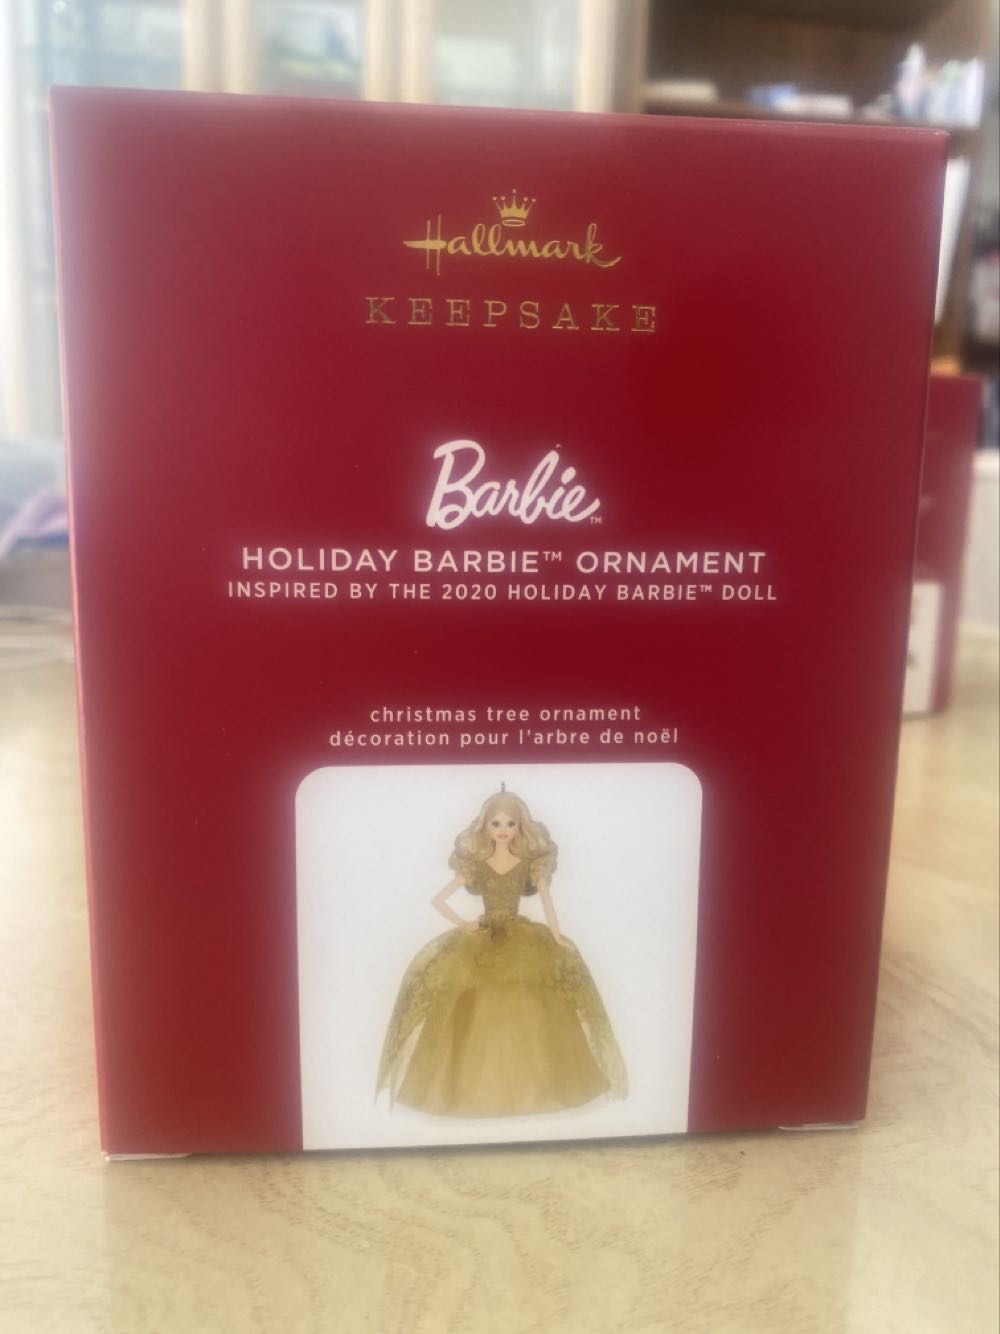 Hallmark
KEEPSAKE
Barbie™
HOLIDAY BARBIE™ ORNAMENT
INSPIRED BY THE 2020 HOLIDAY BARBIE™ DOLL
christmas tree ornament
décoration pour l'arbre de noël